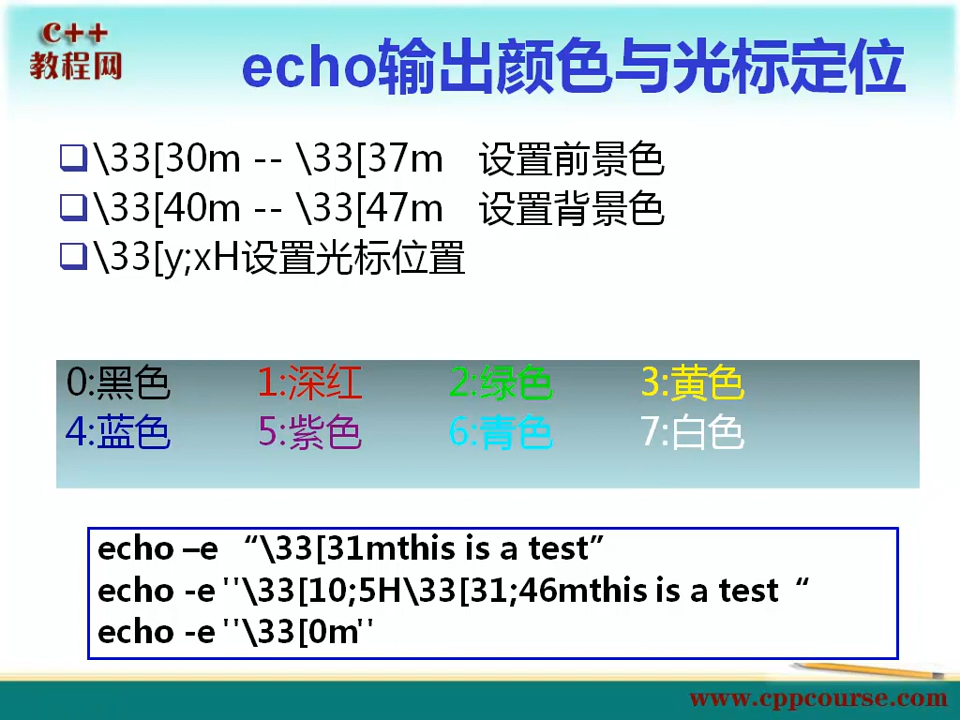 C++
教程网
echo输出颜色与光标定位
\33[30m -- \33[37m 设置前景色
\33[40m -- \33[47m 设置背景色
\33[y;xH设置光标位置
0:黑色 1:深红 2:绿色 3:黄色
4:蓝色 5:紫色 6:青色 7:白色
echo –e “\33[31mthis is a test”
echo -e "\33[10;5H\33[31;46mthis is a test “
echo -e "\33[0m"
www.cppcourse.com